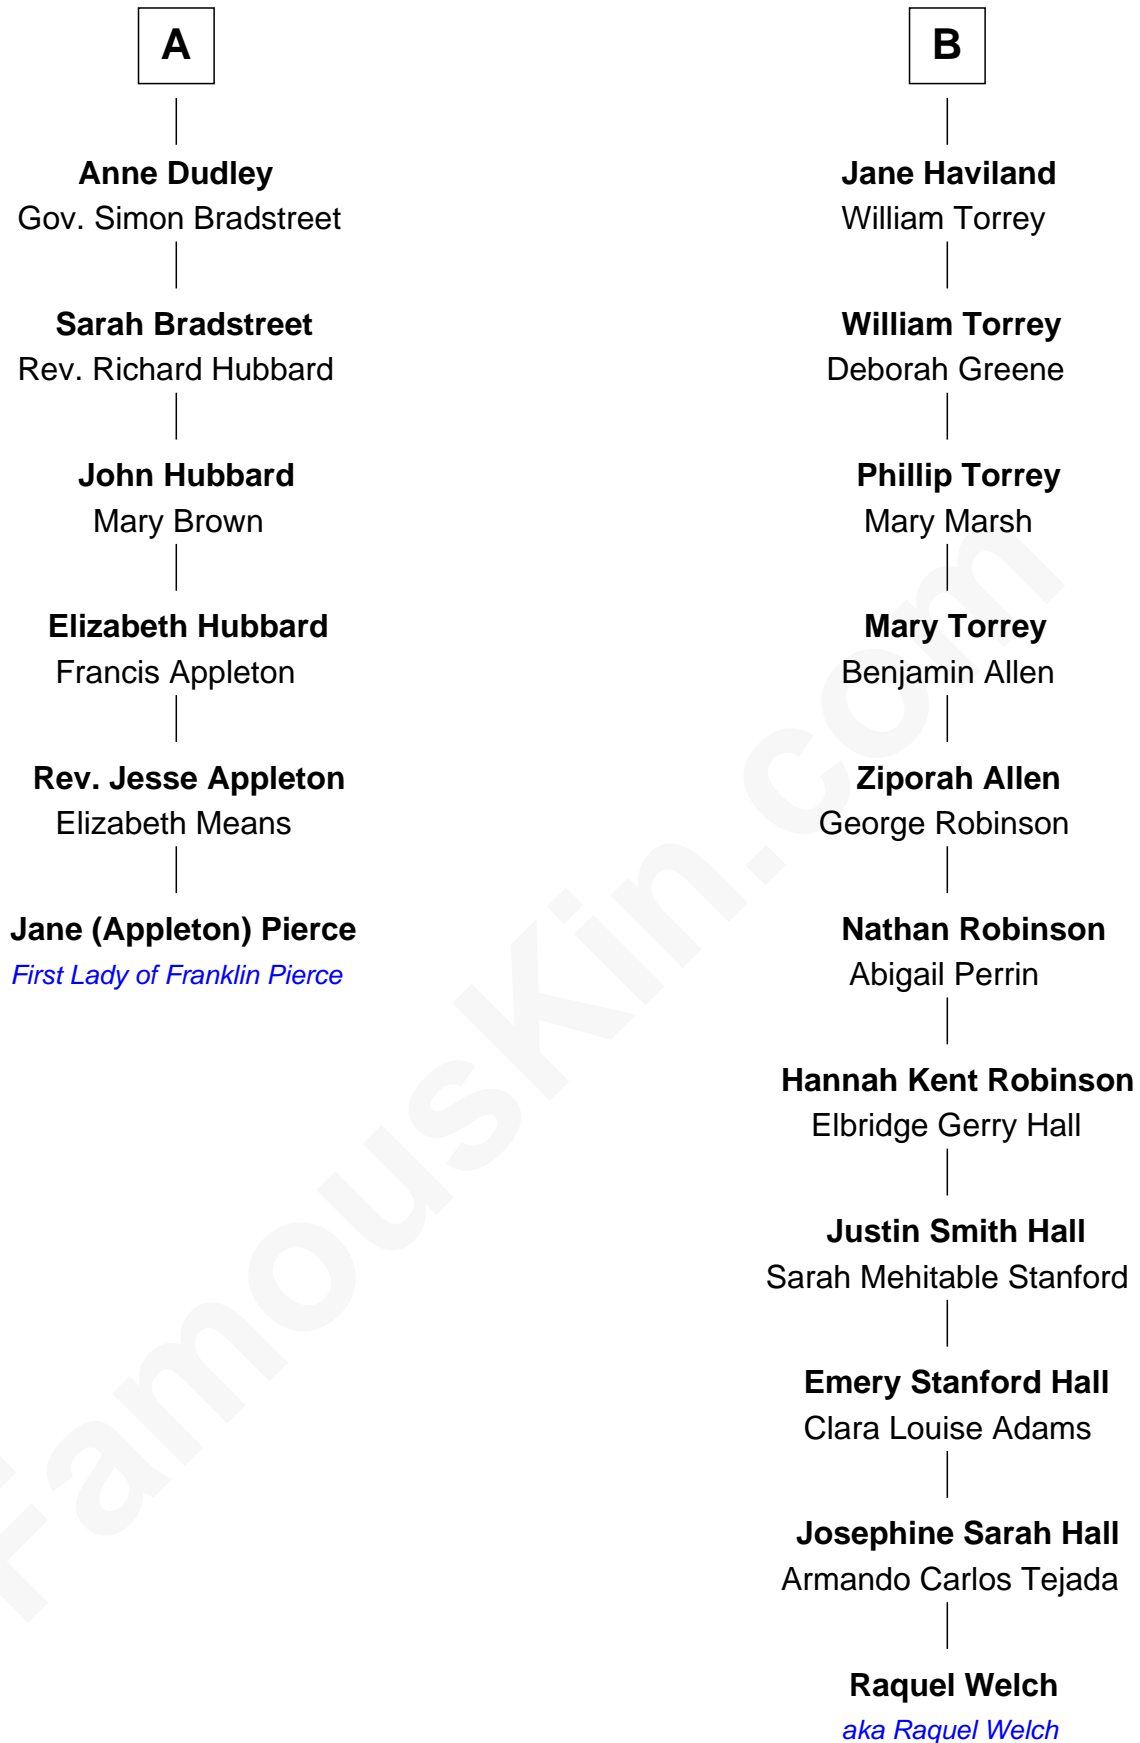 A
Anne Dudley
Gov. Simon Bradstreet
Sarah Bradstreet
Rev. Richard Hubbard
John Hubbard
Mary Brown
Elizabeth Hubbard
Francis Appleton
Rev. Jesse Appleton
Elizabeth Means
Jane (Appleton) Pierce
First Lady of Franklin Pierce
B
Jane Haviland
William Torrey
William Torrey
Deborah Greene
Phillip Torrey
Mary Marsh
Mary Torrey
Benjamin Allen
Ziporah Allen
George Robinson
Nathan Robinson
Abigail Perrin
Hannah Kent Robinson
Elbridge Gerry Hall
Justin Smith Hall
Sarah Mehitable Stanford
Emery Stanford Hall
Clara Louise Adams
Josephine Sarah Hall
Armando Carlos Tejada
Raquel Welch
aka Raquel Welch
FamousKin.com